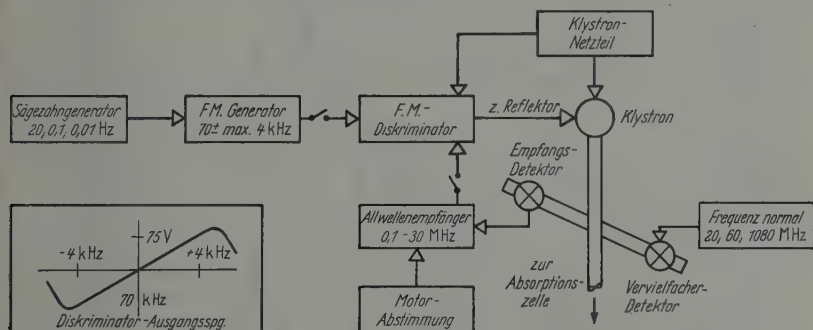 Klystron-
Netzteil
Sägezahngenerator
20, 0,1, 0,01 Hz
F.M. Generator
70± max. 4 kHz
F.M.-
Diskriminator
z. Reflektor
Klystron
Empfangs-
Detektor
Allwellenempfänger
0,1 - 30 MHz
Frequenz normal
20, 60, 1080 MHz
75 V
-4 kHz
+4 kHz
70 kHz
Diskriminator-Ausgangsspg.
Motor-
Abstimmung
zur
Absorptions-
zelle
Vervielfacher-
Detektor